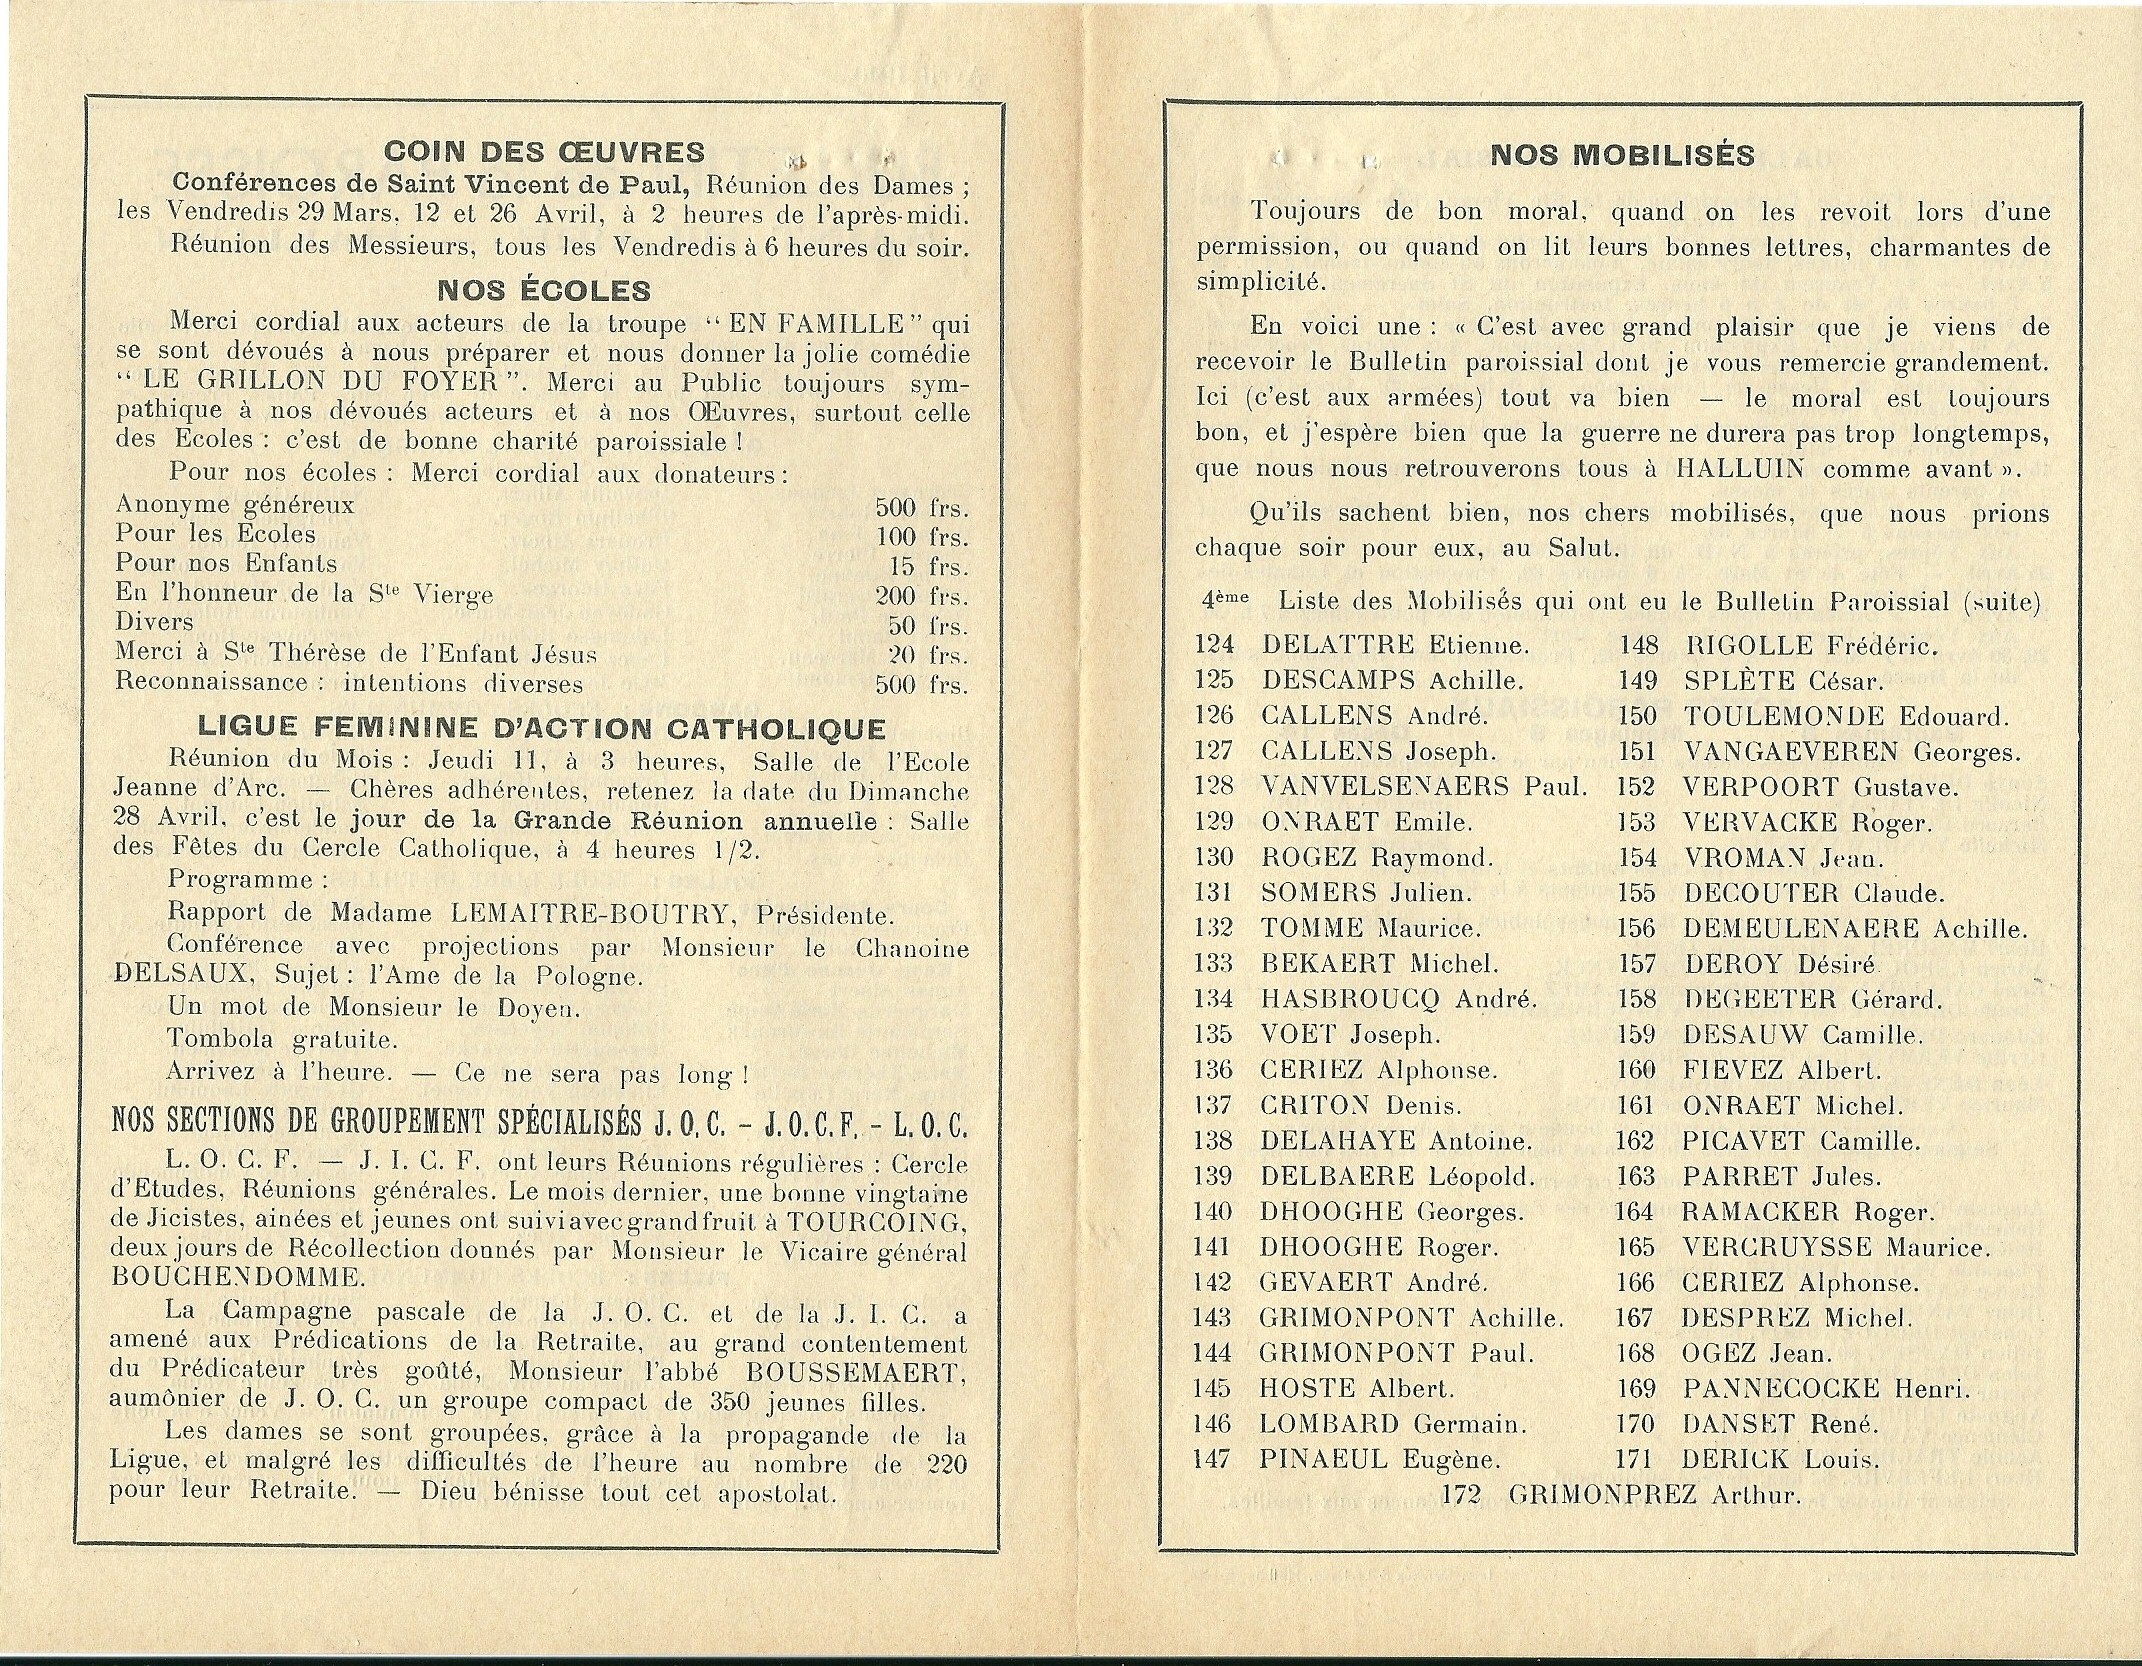 COIN DES ŒUVRES
Conférences de Saint Vincent de Paul, Réunion des Dames ;
les Vendredis 29 Mars, 12 et 26 Avril, à 2 heures de l'après-midi.
Réunion des Messieurs, tous les Vendredis à 6 heures du soir.
NOS ÉCOLES
Merci cordial aux acteurs de la troupe “ EN FAMILLE ” qui
se sont dévoués à nous préparer et nous donner la jolie comédie
“ LE GRILLON DU FOYER ”. Merci au Public toujours sym-
pathique à nos dévoués acteurs et à nos Œuvres, surtout celle
des Ecoles : c'est de bonne charité paroissiale !
Pour nos écoles : Merci cordial aux donateurs :
Anonyme généreux 500 frs.
Pour les Ecoles 100 frs.
Pour nos Enfants 15 frs.
En l'honneur de la Ste Vierge 200 frs.
Divers 50 frs.
Merci à Ste Thérèse de l'Enfant Jésus 20 frs.
Reconnaissance : intentions diverses 500 frs.
LIGUE FEMININE D'ACTION CATHOLIQUE
Réunion du Mois : Jeudi 11, à 3 heures, Salle de l'Ecole
Jeanne d'Arc. — Chères adhérentes, retenez la date du Dimanche
28 Avril, c'est le jour de la Grande Réunion annuelle : Salle
des Fêtes du Cercle Catholique, à 4 heures 1/2.
Programme :
Rapport de Madame LEMAITRE-BOUTRY, Présidente.
Conférence avec projections par Monsieur le Chanoine
DELSAUX, Sujet : l'Ame de la Pologne.
Un mot de Monsieur le Doyen.
Tombola gratuite.
Arrivez à l'heure. — Ce ne sera pas long !
NOS SECTIONS DE GROUPEMENT SPÉCIALISÉS J. O. C. - J. O. C. F. - L. O. C.
L. O. C. F. — J. I. C. F. ont leurs Réunions régulières : Cercle
d'Etudes, Réunions générales. Le mois dernier, une bonne vingtaine
de Jicistes, ainées et jeunes ont suivi avec grand fruit à TOURCOING,
deux jours de Récollection donnés par Monsieur le Vicaire général
BOUCHENDOMME.
La Campagne pascale de la J. O. C. et de la J. I. C. a
amené aux Prédications de la Retraite, au grand contentement
du Prédicateur très goûté, Monsieur l'abbé BOUSSEMAERT,
aumônier de J. O. C. un groupe compact de 350 jeunes filles.
Les dames se sont groupées, grâce à la propagande de la
Ligue, et malgré les difficultés de l'heure au nombre de 220
pour leur Retraite. — Dieu bénisse tout cet apostolat.
NOS MOBILISÉS
Toujours de bon moral, quand on les revoit lors d'une
permission, ou quand on lit leurs bonnes lettres, charmantes de
simplicité.
En voici une : « C'est avec grand plaisir que je viens de
recevoir le Bulletin paroissial dont je vous remercie grandement.
Ici (c'est aux armées) tout va bien — le moral est toujours
bon, et j'espère bien que la guerre ne durera pas trop longtemps,
que nous nous retrouverons tous à HALLUIN comme avant ».
Qu'ils sachent bien, nos chers mobilisés, que nous prions
chaque soir pour eux, au Salut.
4ème Liste des Mobilisés qui ont eu le Bulletin Paroissial (suite)
124 DELATTRE Etienne.
125 DESCAMPS Achille.
126 CALLENS André.
127 CALLENS Joseph.
128 VANVELSENAERS Paul.
129 ONRAET Emile.
130 ROGEZ Raymond.
131 SOMERS Julien.
132 TOMME Maurice.
133 BEKAERT Michel.
134 HASBROUCQ André.
135 VOET Joseph.
136 CERIEZ Alphonse.
137 CRITON Denis.
138 DELAHAYE Antoine.
139 DELBAERE Léopold.
140 DHOOGHE Georges.
141 DHOOGHE Roger.
142 GEVAERT André.
143 GRIMONPONT Achille.
144 GRIMONPONT Paul.
145 HOSTE Albert.
146 LOMBARD Germain.
147 PINAEUL Eugène.
148 RIGOLLE Frédéric.
149 SPLÈTE César.
150 TOULEMONDE Edouard.
151 VANGAEVEREN Georges.
152 VERPOORT Gustave.
153 VERVACKE Roger.
154 VROMAN Jean.
155 DECOUTER Claude.
156 DEMEULENAERE Achille.
157 DEROY Désiré.
158 DEGEETER Gérard.
159 DESAUW Camille.
160 FIEVEZ Albert.
161 ONRAET Michel.
162 PICAVET Camille.
163 PARRET Jules.
164 RAMACKER Roger.
165 VERCRUYSSE Maurice.
166 CERIEZ Alphonse.
167 DESPREZ Michel.
168 OGEZ Jean.
169 PANNECOCKE Henri.
170 DANSET René.
171 DERICK Louis.
172 GRIMONPREZ Arthur.